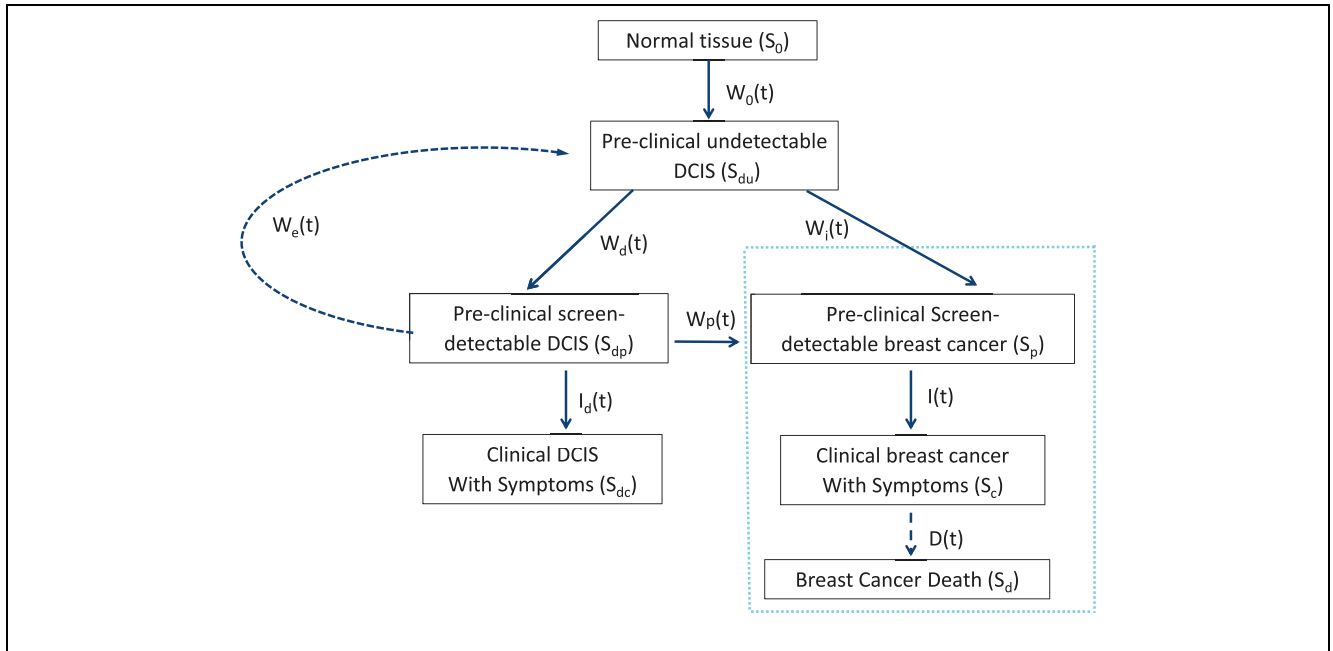 Normal tissue (S0)
W0(t)
Pre-clinical undetectable
DCIS (Sdu)
We(t)
Wd(t)
Wi(t)
Pre-clinical screen-
detectable DCIS (Sdp)
Wp(t)
Pre-clinical Screen-
detectable breast cancer (Sp)
Id(t)
I(t)
Clinical DCIS
With Symptoms (Sdc)
Clinical breast cancer
With Symptoms (Sc)
D(t)
Breast Cancer Death (Sd)